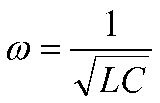 ω = 1/√LC